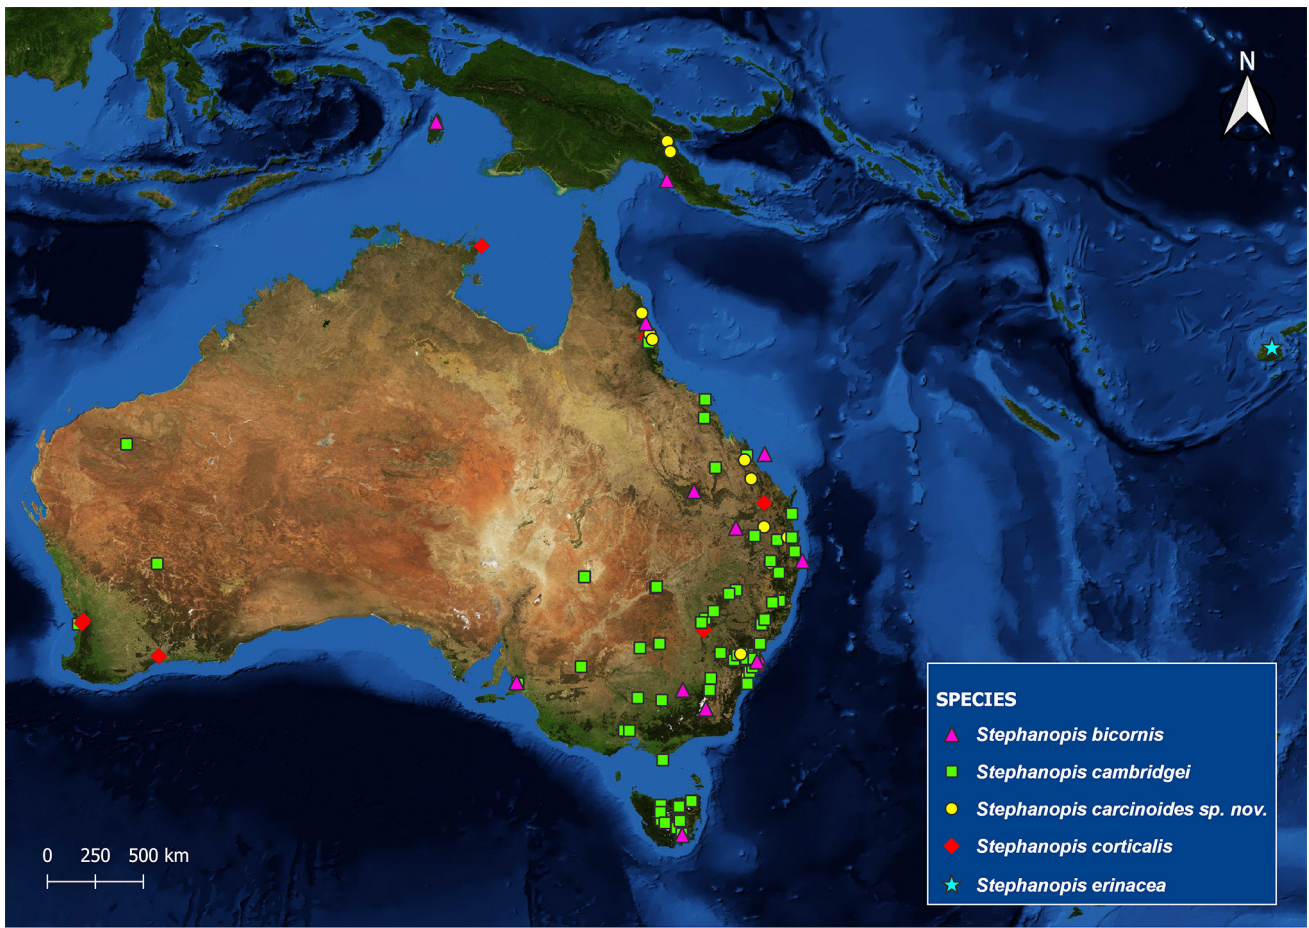 N
SPECIES
Stephanopis bicornis
Stephanopis cambridgei
Stephanopis carcinoides sp. nov.
Stephanopis corticalis
Stephanopis erinacea
0 250 500 km